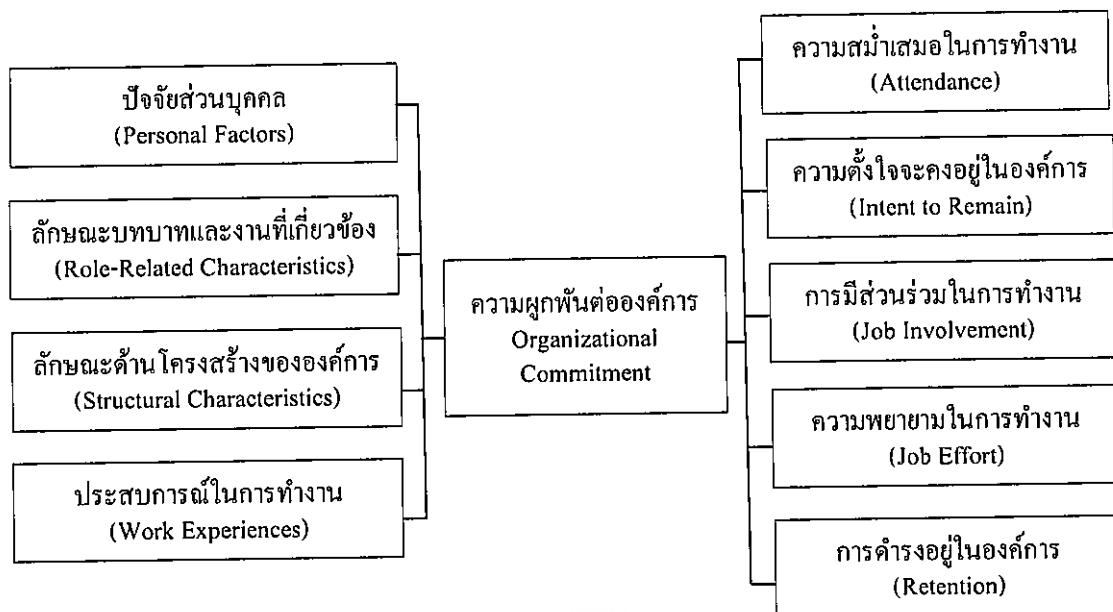 ปัจจัยส่วนบุคคล
(Personal Factors)
ลักษณะบทบาทและงานที่เกี่ยวข้อง
(Role-Related Characteristics)
ลักษณะด้านโครงสร้างขององค์การ
(Structural Characteristics)
ประสบการณ์ในการทำงาน
(Work Experiences)
ความผูกพันต่อองค์การ
Organizational
Commitment
ความสม่ำเสมอในการทำงาน
(Attendance)
ความตั้งใจจะคงอยู่ในองค์การ
(Intent to Remain)
การมีส่วนร่วมในการทำงาน
(Job Involvement)
ความพยายามในการทำงาน
(Job Effort)
การดำรงอยู่ในองค์การ
(Retention)